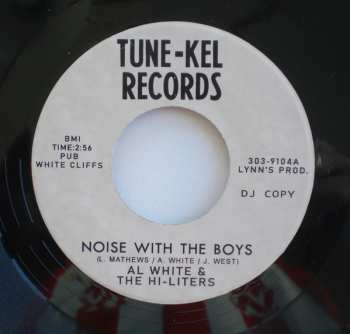 TUNE-KEL
RECORDS
BMI
TIME:2:56
PUB
WHITE CLIFFS
303-9104A
LYNN'S PROD.
DJ COPY
NOISE WITH THE BOYS
(L. MATHEWS / A. WHITE / J. WEST)
AL WHITE &
THE HI-LITERS